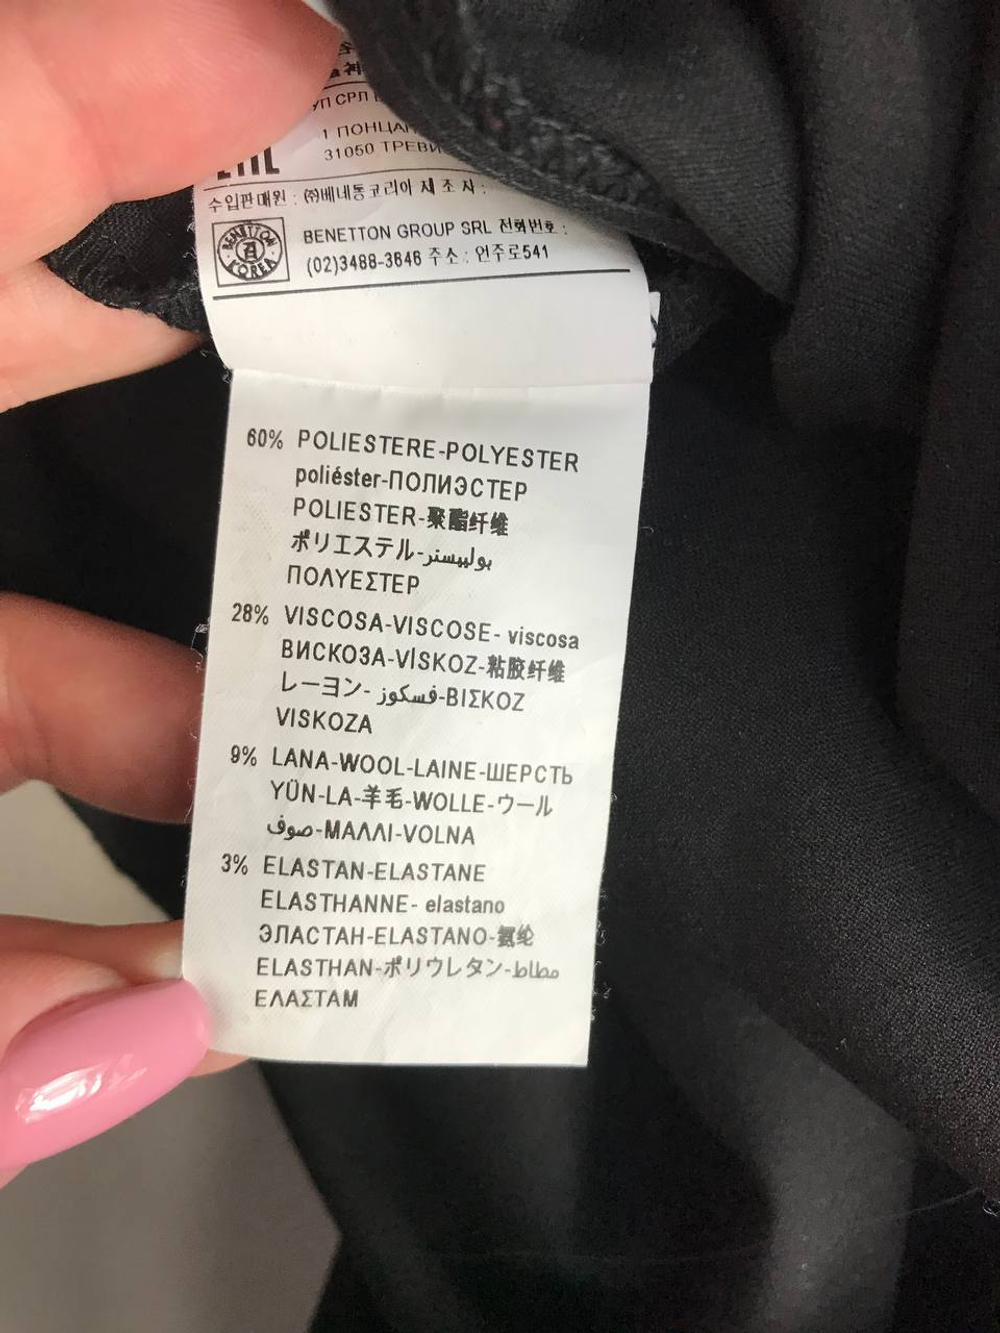 УП СРЛ
1 ПОНЦАН
31050 ТРЕВИ
수입판매원 : ㈜베네통코리아 제 조 자 :
BENETTON KOREA
BENETTON GROUP SRL 전화번호 :
(02)3488-3646 주소 : 언주로541
60% POLIESTERE-POLYESTER
poliéster-ПОЛИЭСТЕР
POLIESTER-聚酯纤维
ポリエステル-بولييستر
ΠΟΛΥΕΣΤΕΡ
28% VISCOSA-VISCOSE- viscosa
ВИСКОЗА-VİSKOZ-粘胶纤维
レーヨン- فسكوز-ΒΙΣΚΟΖ
VISKOZA
9% LANA-WOOL-LAINE-ШЕРСТЬ
YÜN-LA-羊毛-WOLLE-ウール
صوف-ΜΑΛΛΙ-VOLNA
3% ELASTAN-ELASTANE
ELASTHANNE- elastano
ЭЛАСТАН-ELASTANO-氨纶
ELASTHAN-ポリウレタン-مطاط
ΕΛΑΣΤΑΜ